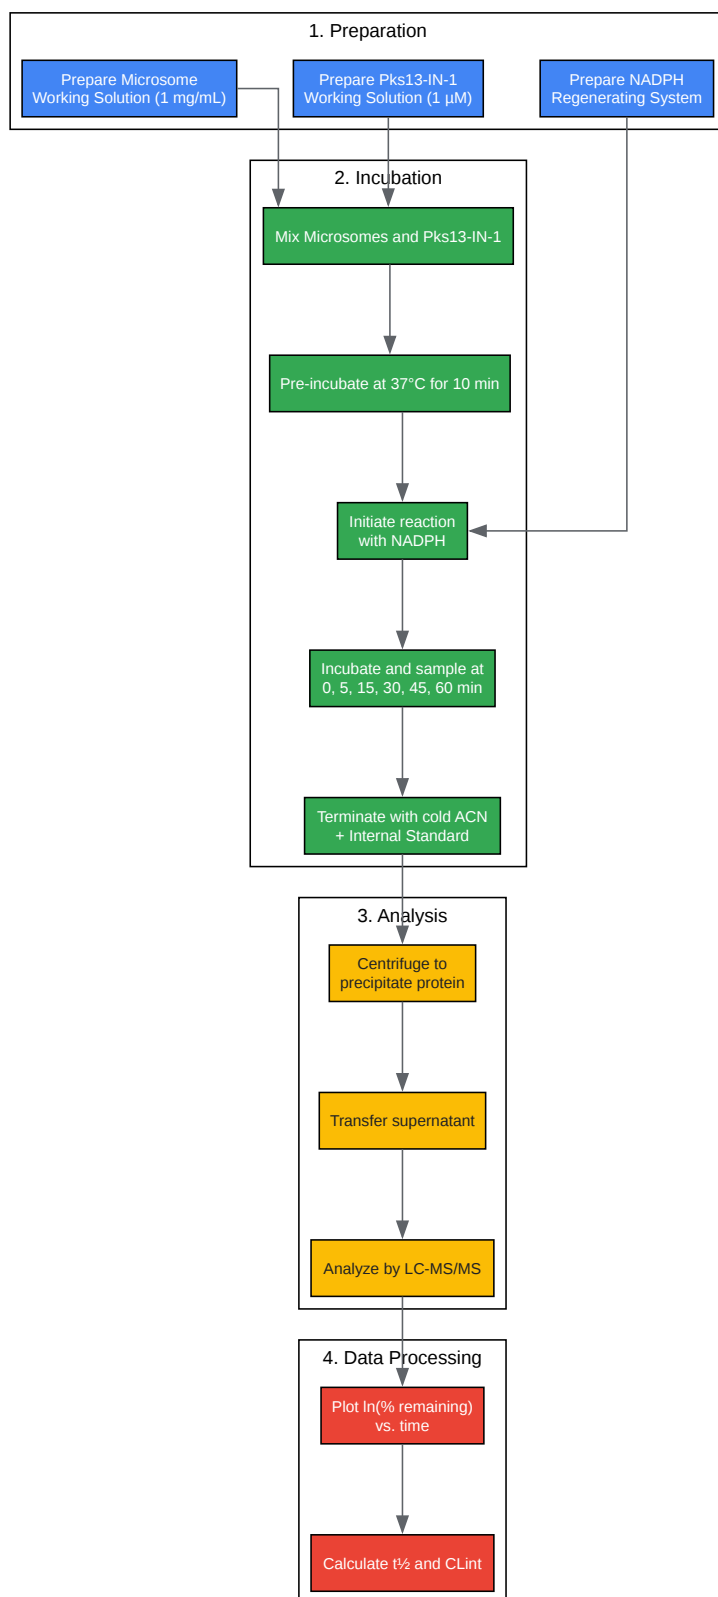 1. Preparation
Prepare Microsome
Working Solution (1 mg/mL)
Prepare Pks13-IN-1
Working Solution (1 µM)
Prepare NADPH
Regenerating System
2. Incubation
Mix Microsomes and Pks13-IN-1
Pre-incubate at 37°C for 10 min
Initiate reaction
with NADPH
Incubate and sample at
0, 5, 15, 30, 45, 60 min
Terminate with cold ACN
+ Internal Standard
3. Analysis
Centrifuge to
precipitate protein
Transfer supernatant
Analyze by LC-MS/MS
4. Data Processing
Plot ln(% remaining)
vs. time
Calculate t½ and CLint